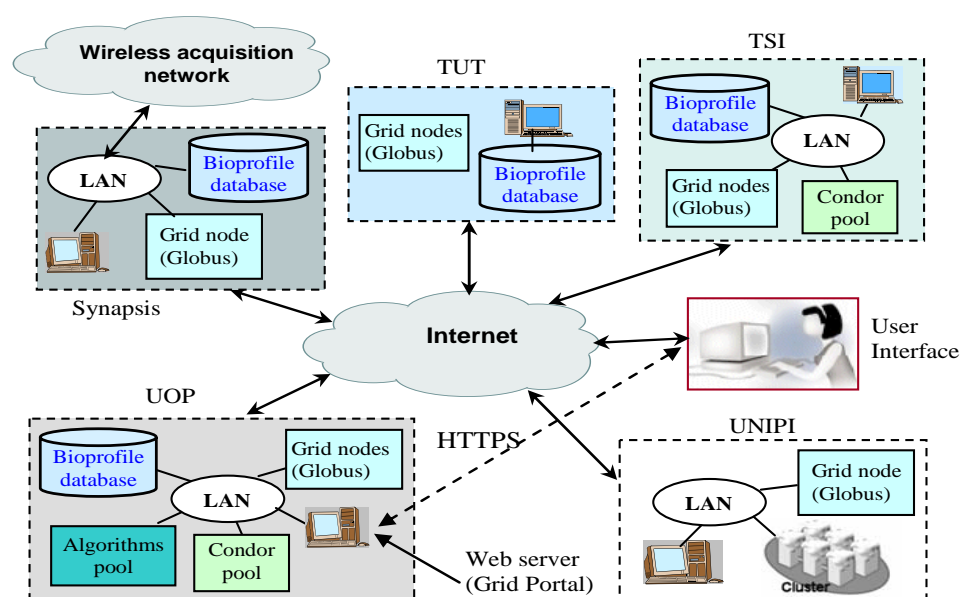 Wireless acquisition
network
TUT
TSI
LAN
Bioprofile
database
Grid node
(Globus)
Synapsis
Grid nodes
(Globus)
Bioprofile
database
Bioprofile
database
LAN
Grid nodes
(Globus)
Condor
pool
Internet
User
Interface
UOP
HTTPS
UNIPI
Bioprofile
database
Grid nodes
(Globus)
LAN
Algorithms
pool
Condor
pool
Web server
(Grid Portal)
LAN
Grid node
(Globus)
Cluster